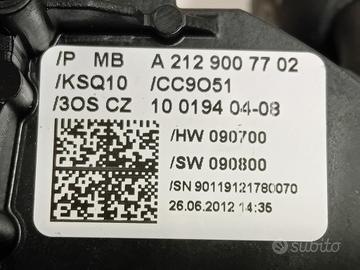 /P MB A 212 900 77 02
/KSQ10 /CC9O51
/3OS CZ 10 0194 04-08
/HW 090700
/SW 090800
/SN 90119121780070
26.06.2012 14:35
subito